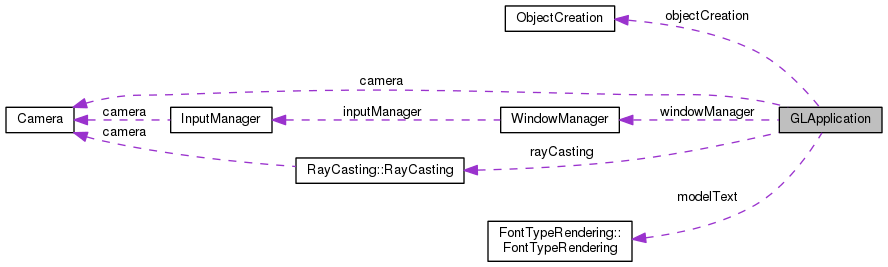 ObjectCreation
objectCreation
camera
Camera
camera
InputManager
inputManager
WindowManager
windowManager
GLApplication
camera
rayCasting
RayCasting::RayCasting
modelText
FontTypeRendering::
FontTypeRendering